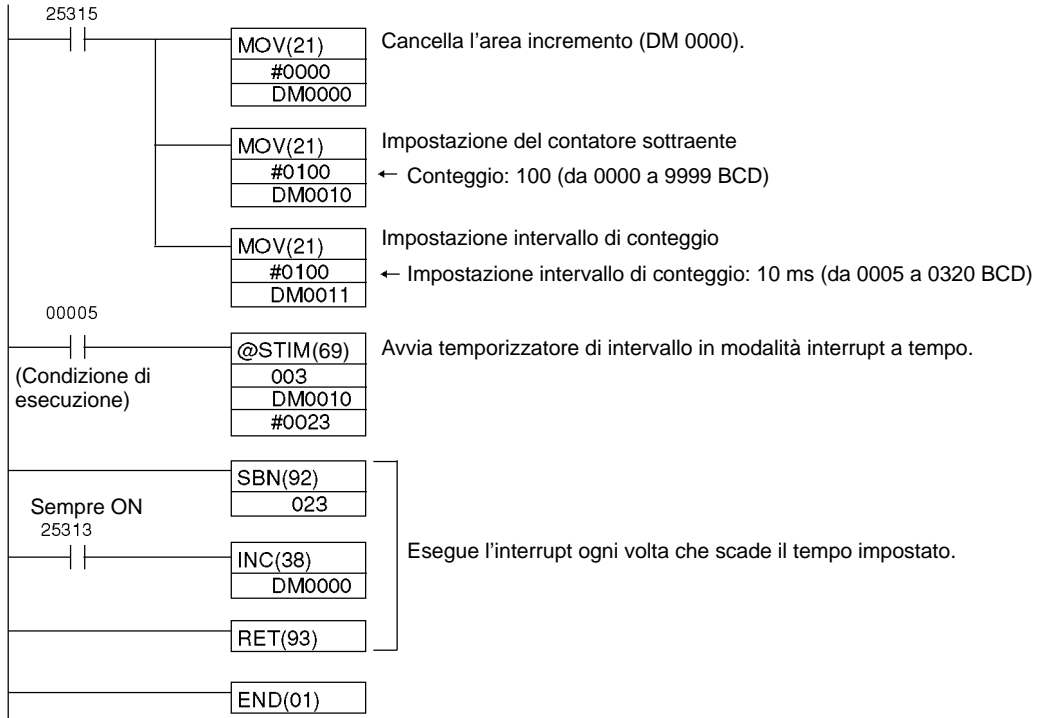 25315
MOV(21)
Cancella l'area incremento (DM 0000).
#0000
DM0000
MOV(21)
Impostazione del contatore sottraente
#0100
← Conteggio: 100 (da 0000 a 9999 BCD)
DM0010
MOV(21)
Impostazione intervallo di conteggio
#0100
← Impostazione intervallo di conteggio: 10 ms (da 0005 a 0320 BCD)
DM0011
00005
@STIM(69)
Avvia temporizzatore di intervallo in modalità interrupt a tempo.
(Condizione di
esecuzione)
003
DM0010
#0023
SBN(92)
023
Sempre ON
25313
Esegue l'interrupt ogni volta che scade il tempo impostato.
INC(38)
DM0000
RET(93)
END(01)